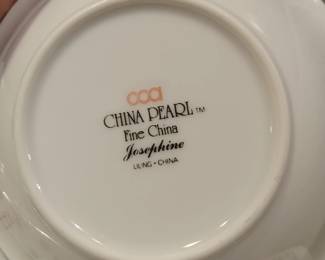 cca
CHINA PEARL™
Fine China
Josephine
LILING • CHINA